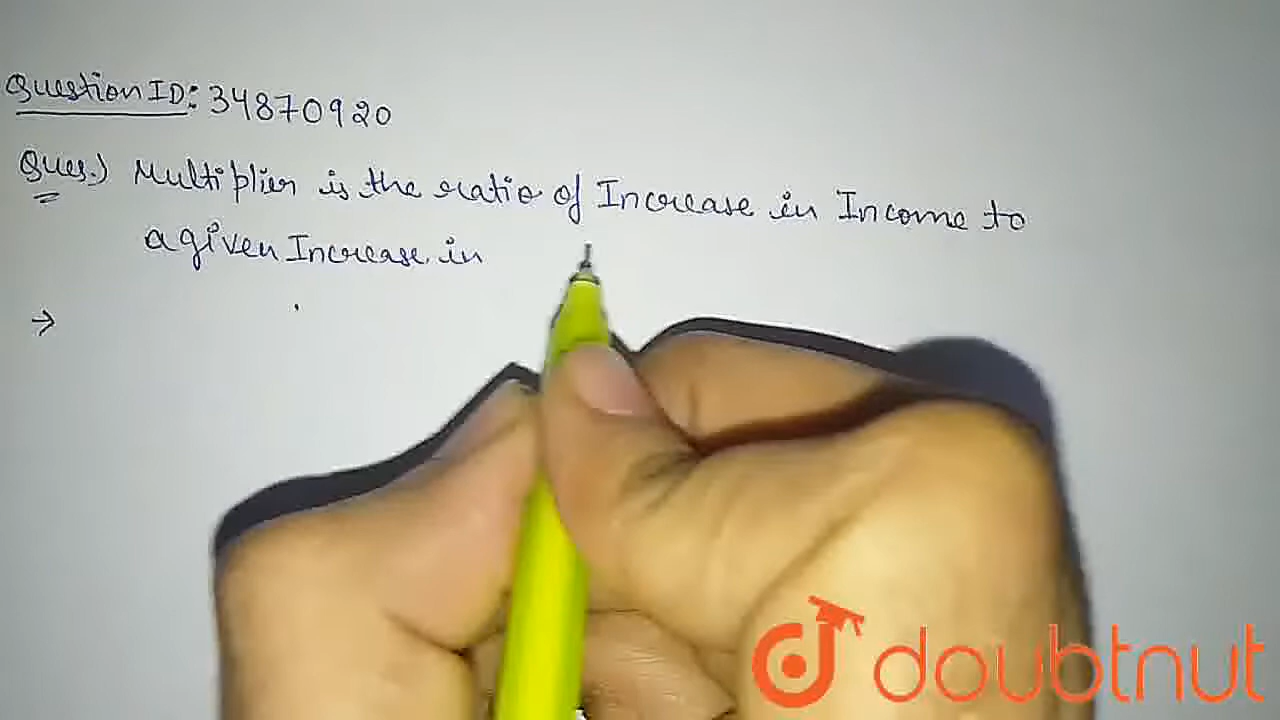 Question ID: 34870920
Ques.) Multiplier is the ratio of Increase in Income to
a given Increase in
→
doubtnut